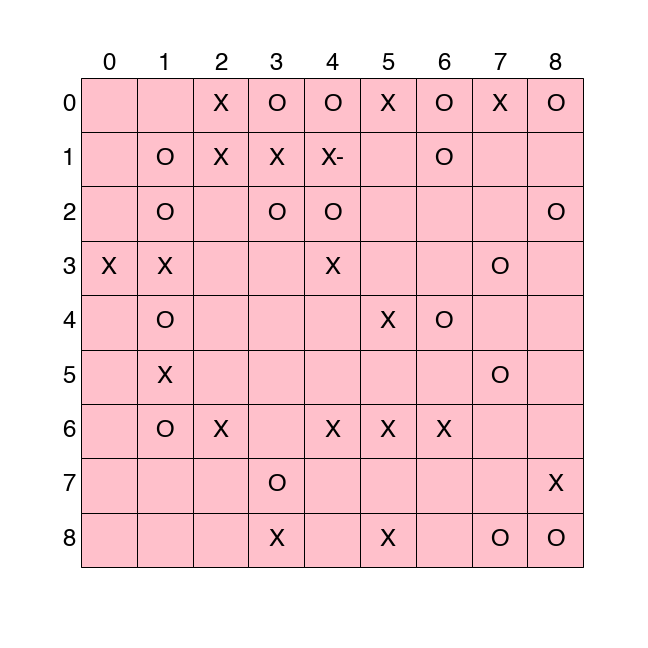 0 1 2 3 4 5 6 7 8
0 X O O X O X O
1 O X X X- O
2 O O O O
3 X X X O
4 O X O
5 X O
6 O X X X X
7 O X
8 X X O O